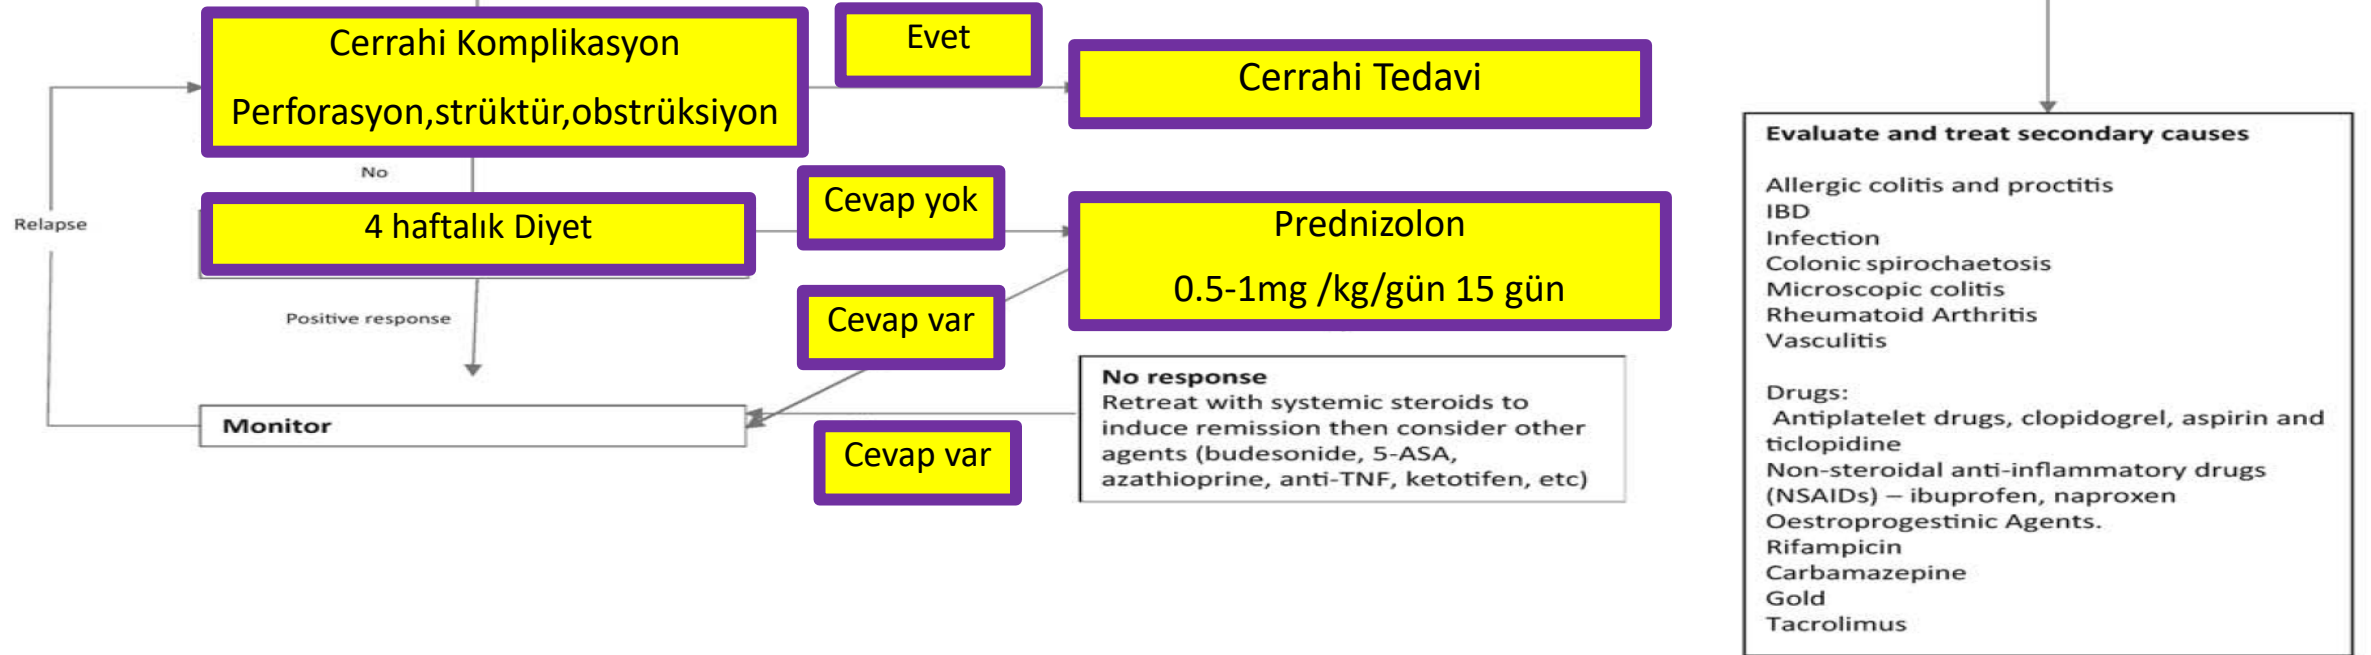 Cerrahi Komplikasyon
Perforasyon,strüktür,obstrüksiyon
Evet
Cerrahi Tedavi
No
Relapse
4 haftalık Diyet
Cevap yok
Prednizolon
0.5-1mg /kg/gün 15 gün
Positive response
Cevap var
Monitor
Cevap var
No response
Retreat with systemic steroids to
induce remission then consider other
agents (budesonide, 5-ASA,
azathioprine, anti-TNF, ketotifen, etc)
Evaluate and treat secondary causes
Allergic colitis and proctitis
IBD
Infection
Colonic spirochaetosis
Microscopic colitis
Rheumatoid Arthritis
Vasculitis
Drugs:
Antiplatelet drugs, clopidogrel, aspirin and
ticlopidine
Non-steroidal anti-inflammatory drugs
(NSAIDs) – ibuprofen, naproxen
Oestroprogestinic Agents.
Rifampicin
Carbamazepine
Gold
Tacrolimus